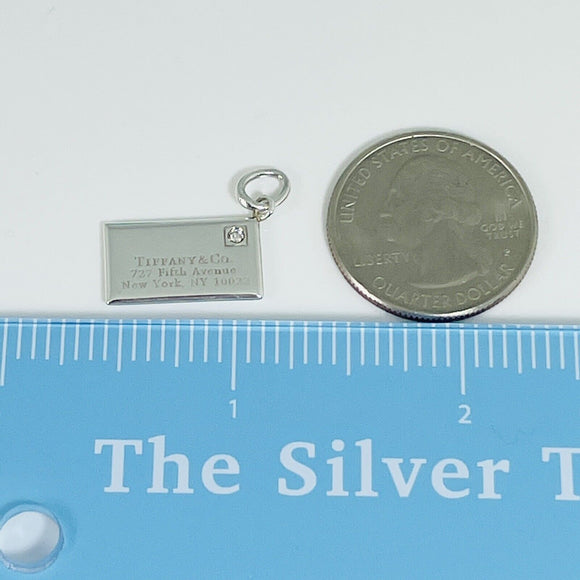 TIFFANY & CO.
727 Fifth Avenue
New York, NY 10022
UNITED STATES OF AMERICA
LIBERTY
GOD WE
TRUST
QUARTER DOLLAR
1 2
The Silver T